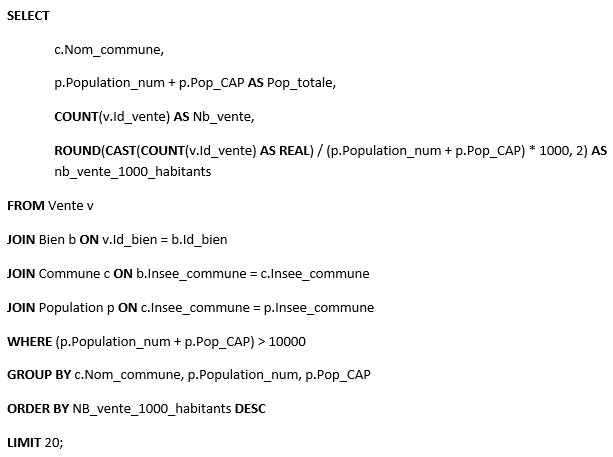 SELECT
c.Nom_commune,
p.Population_num + p.Pop_CAP AS Pop_totale,
COUNT(v.Id_vente) AS Nb_vente,
ROUND(CAST(COUNT(v.Id_vente) AS REAL) / (p.Population_num + p.Pop_CAP) * 1000, 2) AS
nb_vente_1000_habitants
FROM Vente v
JOIN Bien b ON v.Id_bien = b.Id_bien
JOIN Commune c ON b.Insee_commune = c.Insee_commune
JOIN Population p ON c.Insee_commune = p.Insee_commune
WHERE (p.Population_num + p.Pop_CAP) > 10000
GROUP BY c.Nom_commune, p.Population_num, p.Pop_CAP
ORDER BY NB_vente_1000_habitants DESC
LIMIT 20;